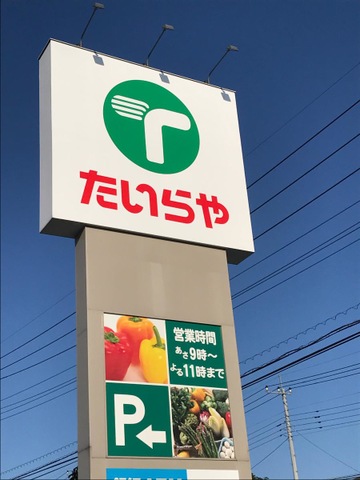 たいらや
営業時間
あさ9時〜
よる11時まで
P←